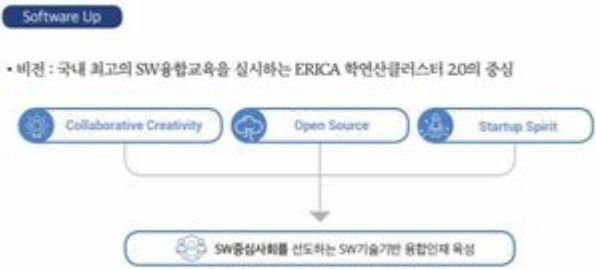 Software Up
• 비전 : 국내 최고의 SW융합교육을 실시하는 ERICA 학연산클러스터 2.0의 중심
Collaborative Creativity
Open Source
Startup Spirit
SW중심사회를 선도하는 SW기술기반 융합인재 육성